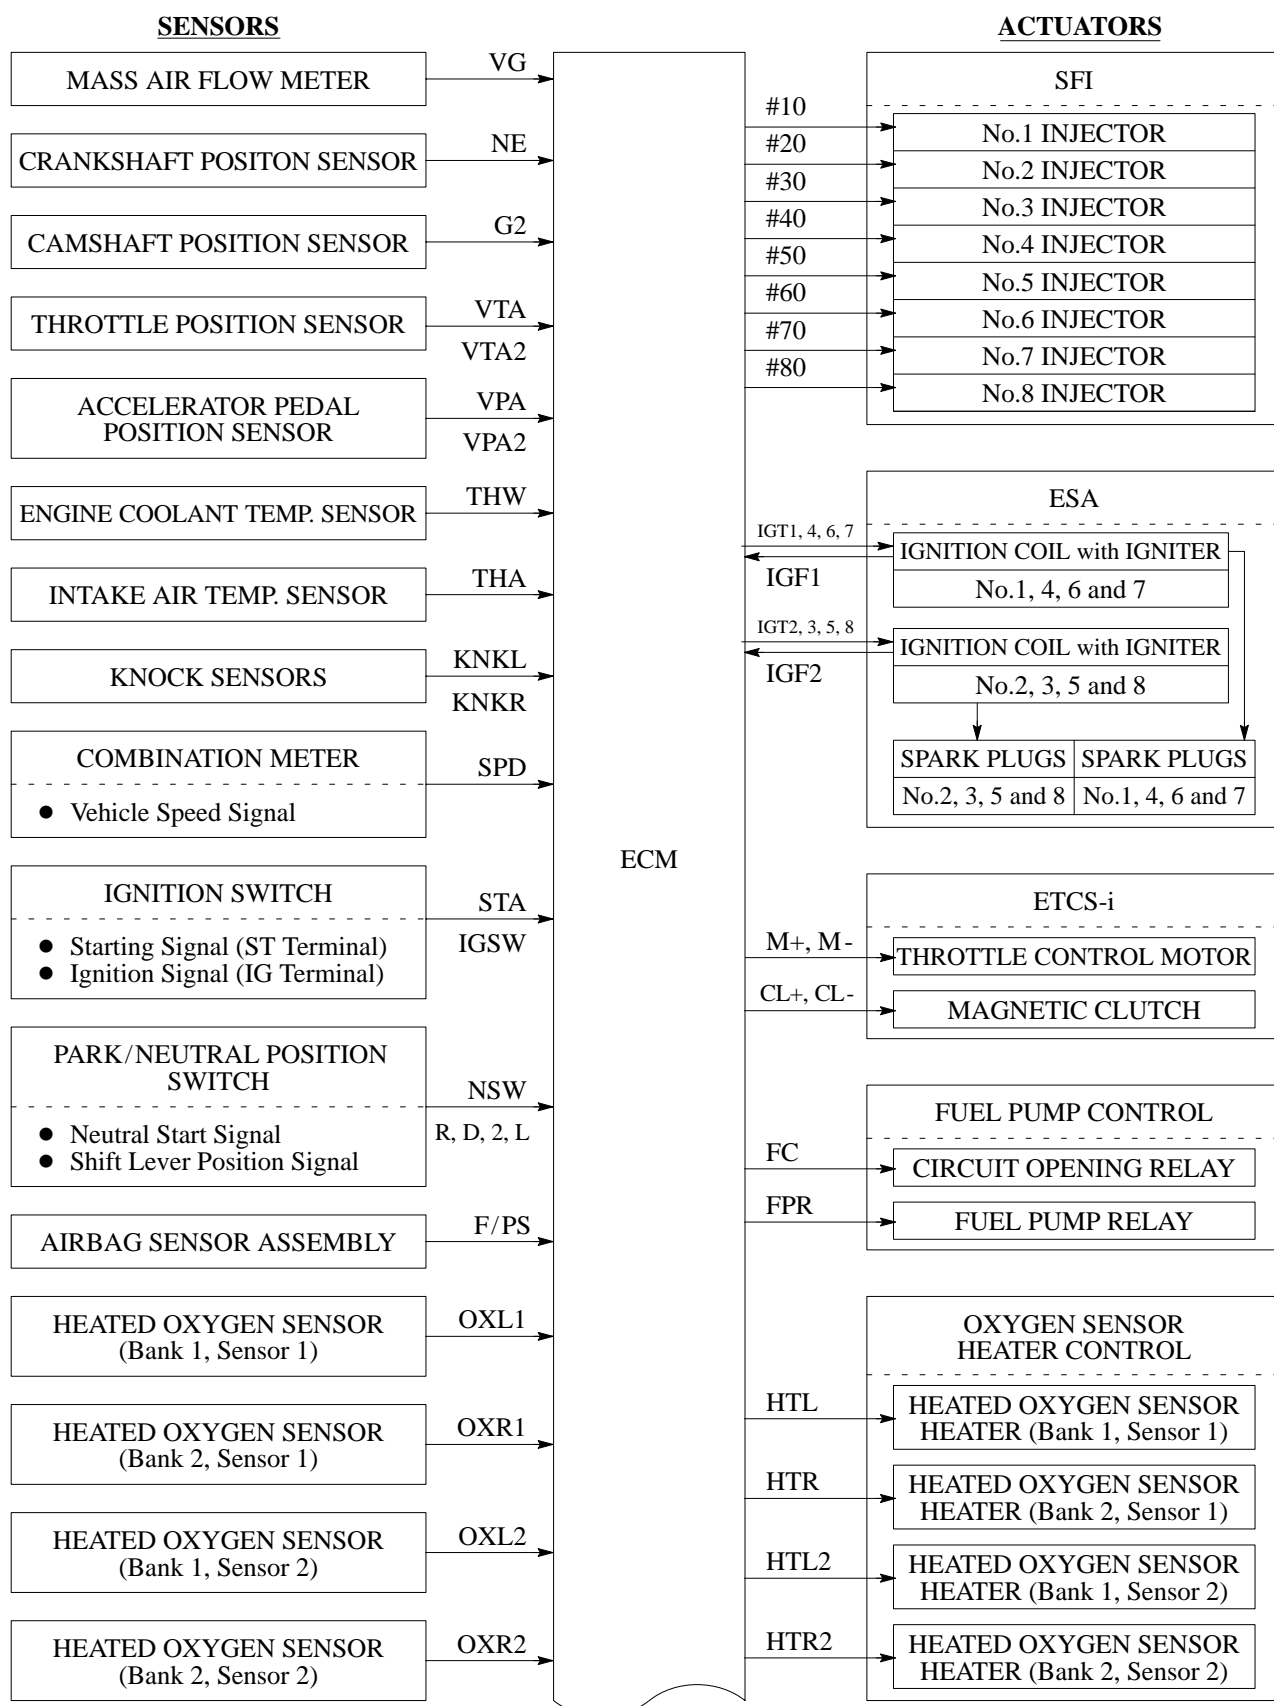 SENSORS
MASS AIR FLOW METER
VG
CRANKSHAFT POSITON SENSOR
NE
CAMSHAFT POSITION SENSOR
G2
THROTTLE POSITION SENSOR
VTA
VTA2
ACCELERATOR PEDAL
POSITION SENSOR
VPA
VPA2
ENGINE COOLANT TEMP. SENSOR
THW
INTAKE AIR TEMP. SENSOR
THA
KNOCK SENSORS
KNKL
KNKR
COMBINATION METER
● Vehicle Speed Signal
SPD
IGNITION SWITCH
● Starting Signal (ST Terminal)
● Ignition Signal (IG Terminal)
STA
IGSW
PARK/NEUTRAL POSITION
SWITCH
● Neutral Start Signal
● Shift Lever Position Signal
NSW
R, D, 2, L
AIRBAG SENSOR ASSEMBLY
F/PS
HEATED OXYGEN SENSOR
(Bank 1, Sensor 1)
OXL1
HEATED OXYGEN SENSOR
(Bank 2, Sensor 1)
OXR1
HEATED OXYGEN SENSOR
(Bank 1, Sensor 2)
OXL2
HEATED OXYGEN SENSOR
(Bank 2, Sensor 2)
OXR2
ECM
ACTUATORS
SFI
#10
No.1 INJECTOR
#20
No.2 INJECTOR
#30
No.3 INJECTOR
#40
No.4 INJECTOR
#50
No.5 INJECTOR
#60
No.6 INJECTOR
#70
No.7 INJECTOR
#80
No.8 INJECTOR
ESA
IGT1, 4, 6, 7
IGF1
IGNITION COIL with IGNITER
No.1, 4, 6 and 7
IGT2, 3, 5, 8
IGF2
IGNITION COIL with IGNITER
No.2, 3, 5 and 8
SPARK PLUGS
No.2, 3, 5 and 8
SPARK PLUGS
No.1, 4, 6 and 7
ETCS-i
M+, M-
THROTTLE CONTROL MOTOR
CL+, CL-
MAGNETIC CLUTCH
FUEL PUMP CONTROL
FC
CIRCUIT OPENING RELAY
FPR
FUEL PUMP RELAY
OXYGEN SENSOR
HEATER CONTROL
HTL
HEATED OXYGEN SENSOR
HEATER (Bank 1, Sensor 1)
HTR
HEATED OXYGEN SENSOR
HEATER (Bank 2, Sensor 1)
HTL2
HEATED OXYGEN SENSOR
HEATER (Bank 1, Sensor 2)
HTR2
HEATED OXYGEN SENSOR
HEATER (Bank 2, Sensor 2)